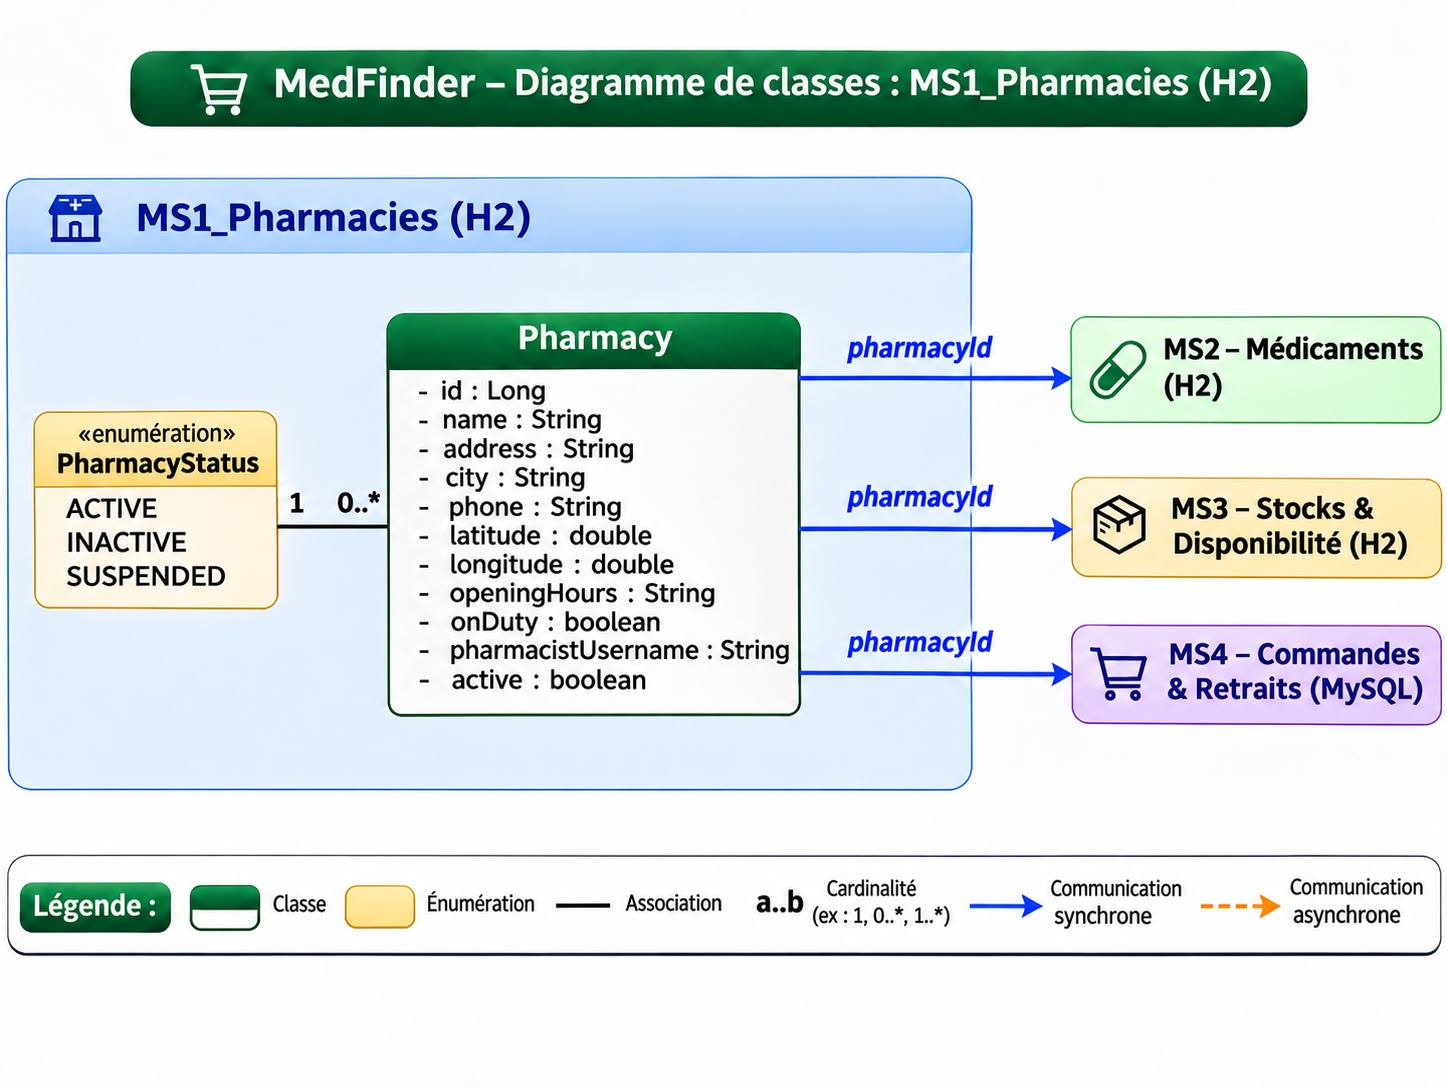 MedFinder – Diagramme de classes : MS1_Pharmacies (H2)
MS1_Pharmacies (H2)
«enumération»
PharmacyStatus
ACTIVE
INACTIVE
SUSPENDED
1 0..*
Pharmacy
- id : Long
- name : String
- address : String
- city : String
- phone : String
- latitude : double
- longitude : double
- openingHours : String
- onDuty : boolean
- pharmacistUsername : String
- active : boolean
pharmacyId
pharmacyId
pharmacyId
MS2 – Médicaments
(H2)
MS3 – Stocks &
Disponibilité (H2)
MS4 – Commandes
& Retraits (MySQL)
Légende :
Classe
Énumération
Association
a..b
Cardinalité
(ex : 1, 0..*, 1..*)
Communication
synchrone
Communication
asynchrone